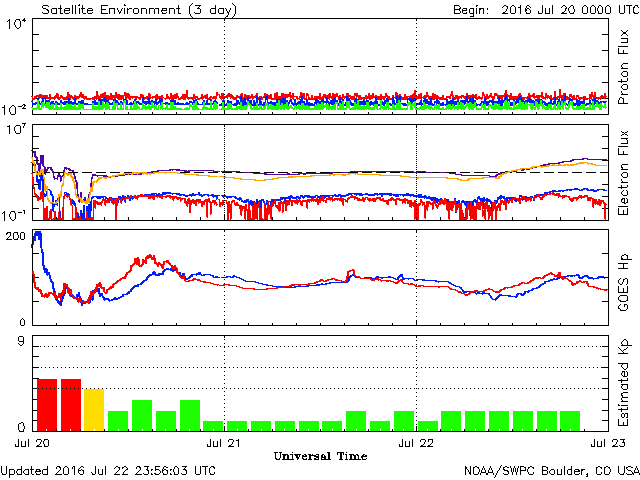 Satellite Environment (3 day) Begin: 2016 Jul 20 0000 UTC
10⁴
Proton Flux
10⁻²
10⁷
Electron Flux
10⁻¹
200
GOES Hp
0
9
Estimated Kp
0
Jul 20 Jul 21 Jul 22 Jul 23
Universal Time
Updated 2016 Jul 22 23:56:03 UTC NOAA/SWPC Boulder, CO USA